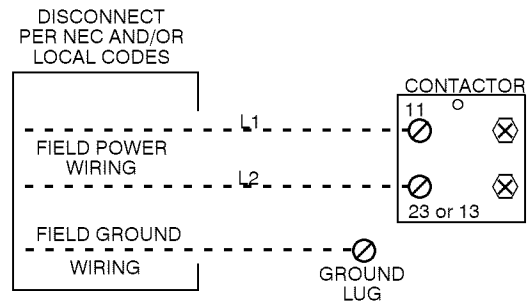 DISCONNECT
PER NEC AND/OR
LOCAL CODES
CONTACTOR
11
L1
FIELD POWER
WIRING
L2
23 or 13
FIELD GROUND
WIRING
GROUND
LUG